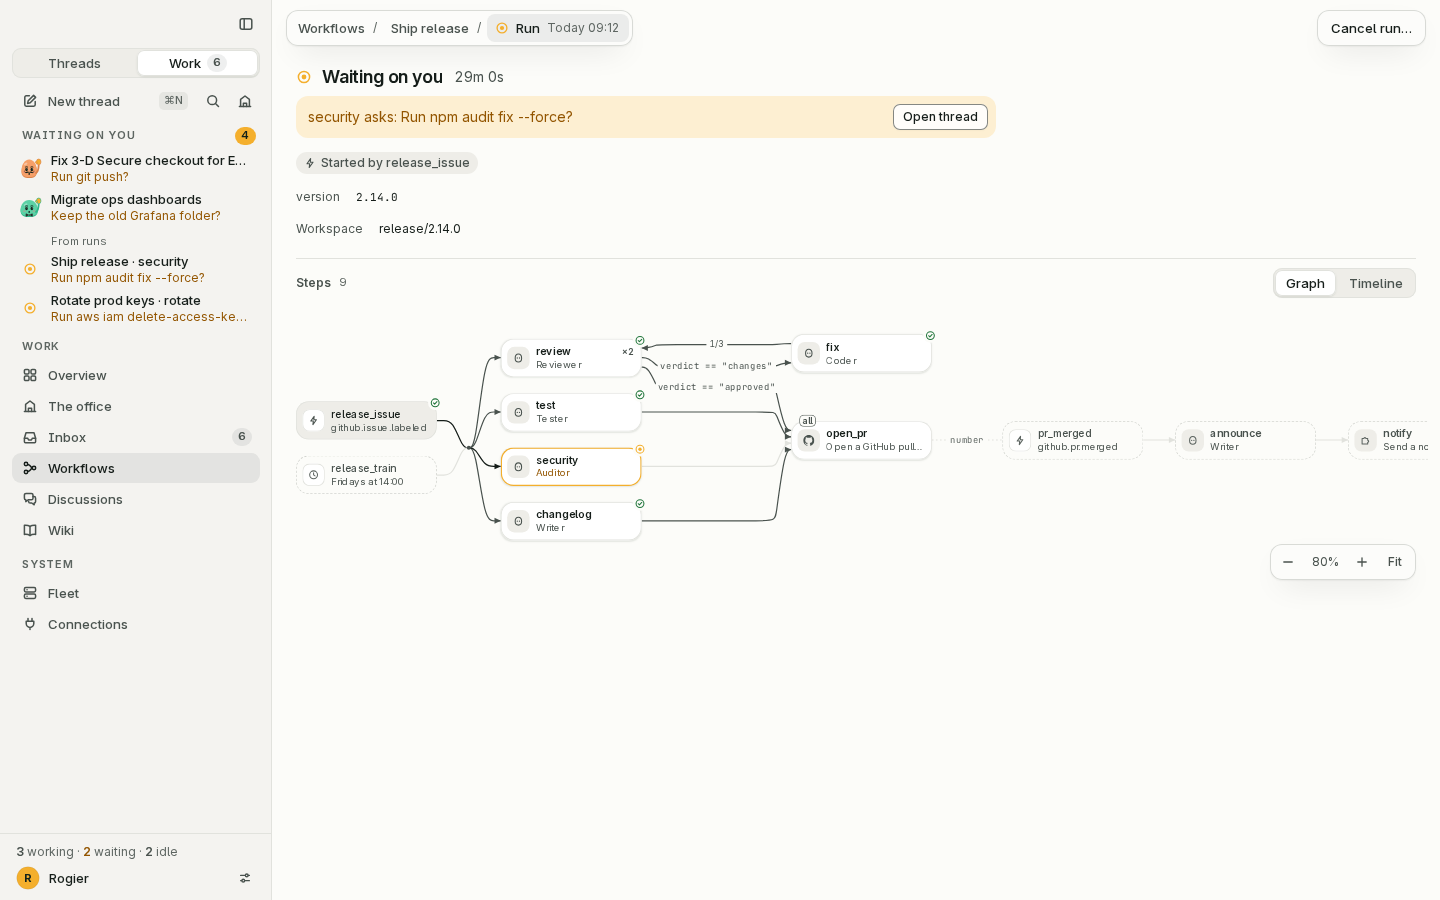 Threads
Work 6
New thread ⌘N
WAITING ON YOU 4
Fix 3-D Secure checkout for E…
Run git push?
Migrate ops dashboards
Keep the old Grafana folder?
From runs
Ship release · security
Run npm audit fix --force?
Rotate prod keys · rotate
Run aws iam delete-access-ke…
WORK
Overview
The office
Inbox 6
Workflows
Discussions
Wiki
SYSTEM
Fleet
Connections
3 working · 2 waiting · 2 idle
R Rogier
Workflows / Ship release / Run Today 09:12
Cancel run…
Waiting on you 29m 0s
security asks: Run npm audit fix --force?
Open thread
Started by release_issue
version 2.14.0
Workspace release/2.14.0
Steps 9
Graph Timeline
release_issue
github.issue.labeled
release_train
Fridays at 14:00
review ×2
Reviewer
test
Tester
security
Auditor
changelog
Writer
1/3
verdict == "changes"
verdict == "approved"
fix
Coder
all
open_pr
Open a GitHub pull…
number
pr_merged
github.pr.merged
announce
Writer
notify
Send a no
80% Fit